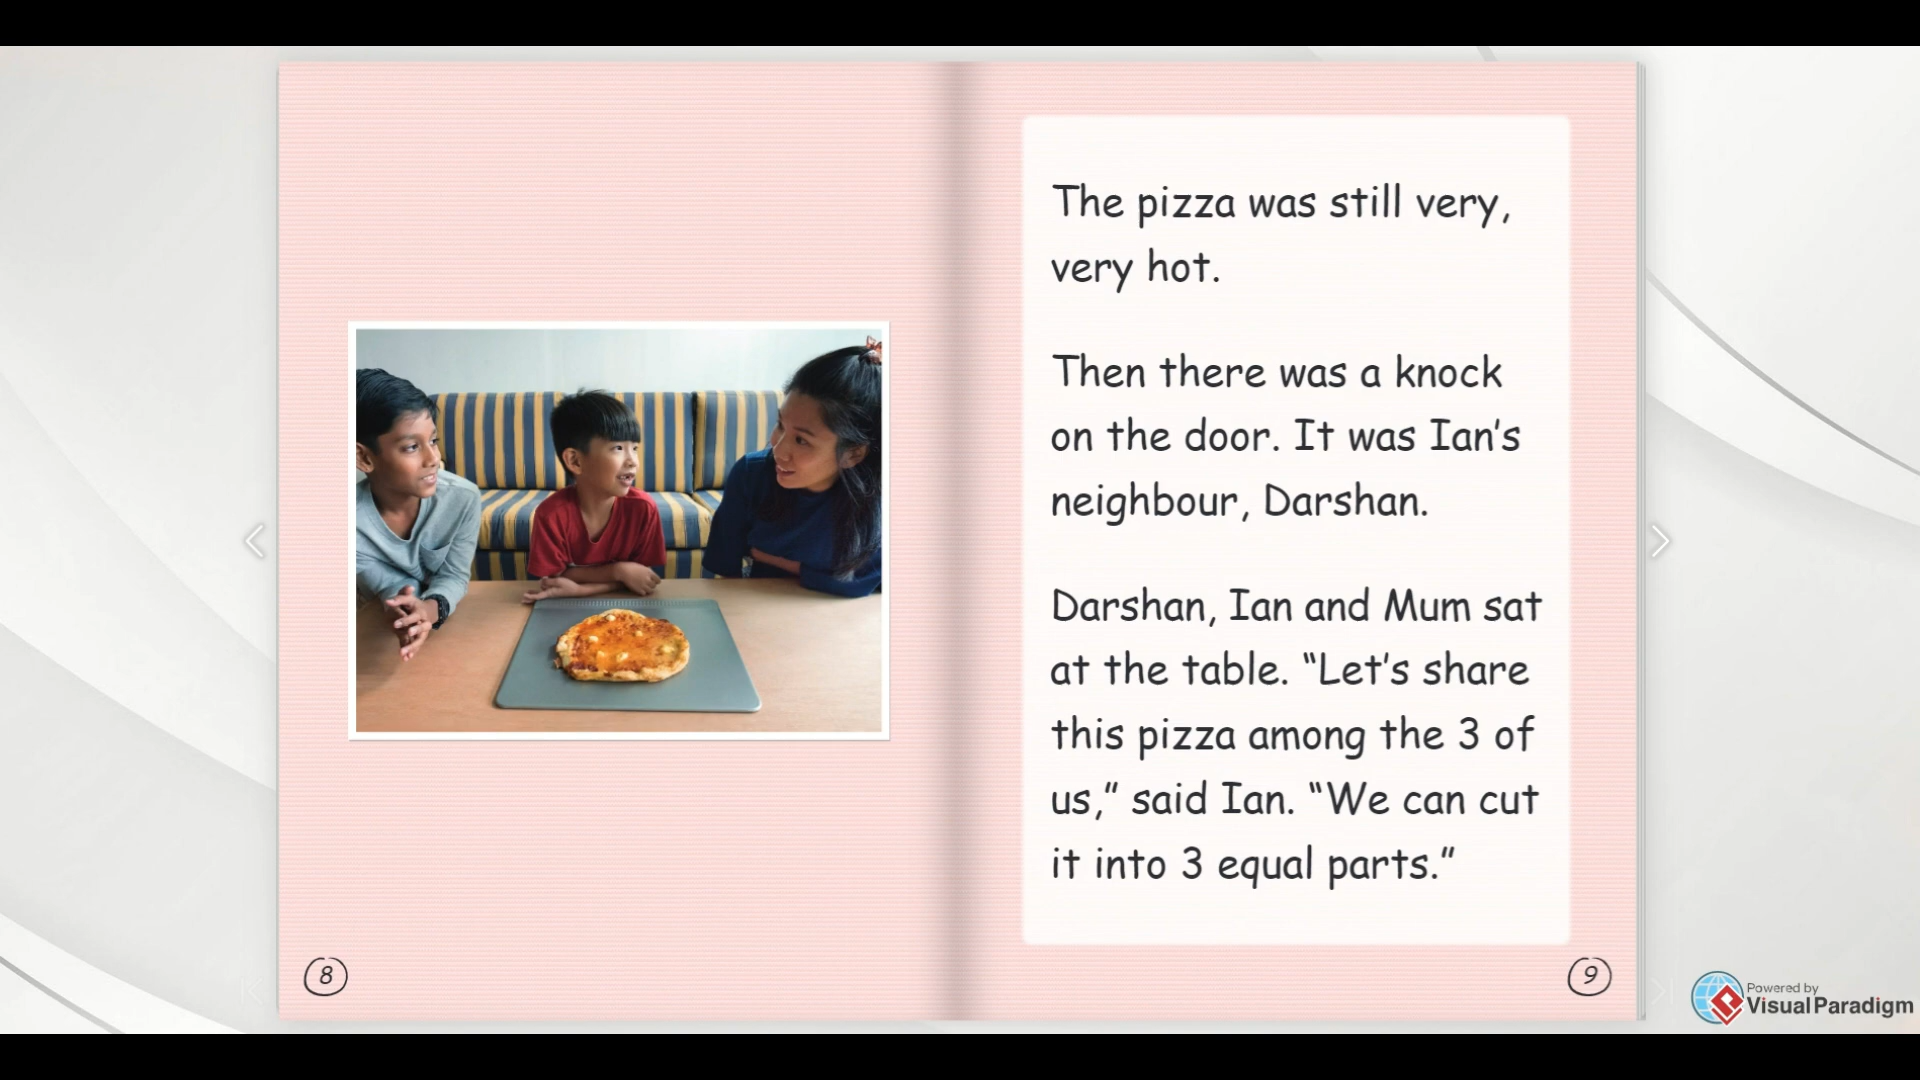 The pizza was still very,
very hot.
Then there was a knock
on the door. It was Ian's
neighbour, Darshan.
Darshan, Ian and Mum sat
at the table. “Let's share
this pizza among the 3 of
us,” said Ian. “We can cut
it into 3 equal parts.”
8
9
Powered by
Visual Paradigm